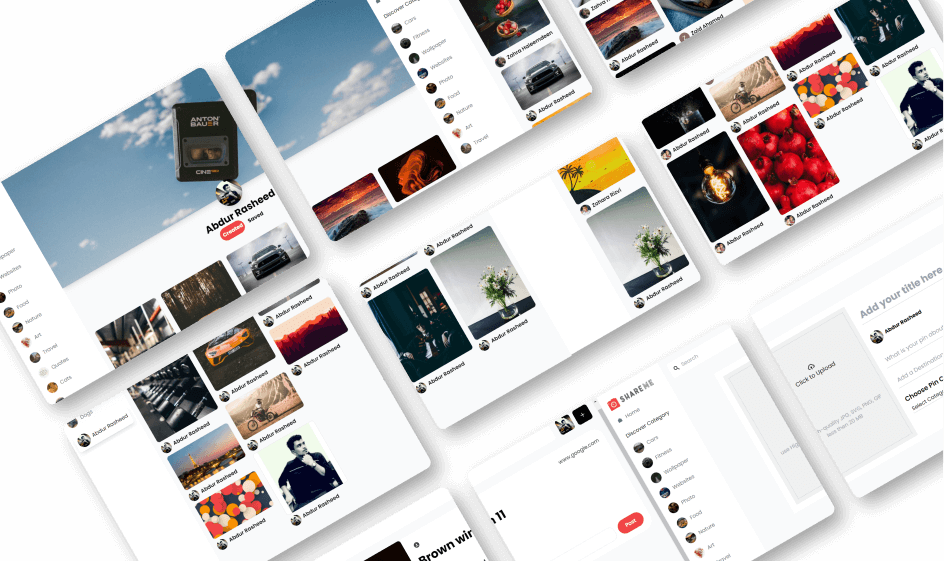 ANTON
BAUER
CINE
Abdur Rasheed
Created
Saved
Websites
Photo
Food
Nature
Art
Travel
Quotes
Cats
Discover Category
Cars
Fitness
Wallpaper
Websites
Photo
Food
Nature
Art
Travel
Zahra Haleemdeen
Abdur Rasheed
Abdur Rasheed
Zaid Ahamed
Abdur Rasheed
Abdur Rasheed
Abdur Rasheed
Abdur Rasheed
Abdur Rasheed
Abdur Rasheed
Abdur Rasheed
Abdur Rasheed
Zahara Rizvi
Abdur Rasheed
Abdur Rasheed
Abdur Rasheed
Abdur Rasheed
Dogs
Abdur Rasheed
Abdur Rasheed
Abdur Rasheed
Abdur Rasheed
Abdur Rasheed
Abdur Rasheed
Abdur Rasheed
Abdur Rasheed
Brown win
www.google.com
11
Post
SHAREME
Search
Home
Discover Category
Cars
Fitness
Wallpaper
Websites
Photo
Food
Nature
Art
Travel
Click to Upload
-quality JPG, SVG, PNG, GIF
less than 20 MB
Add your title here
Abdur Rasheed
What is your pin about
Add a Destination
Choose Pin C
Select Category